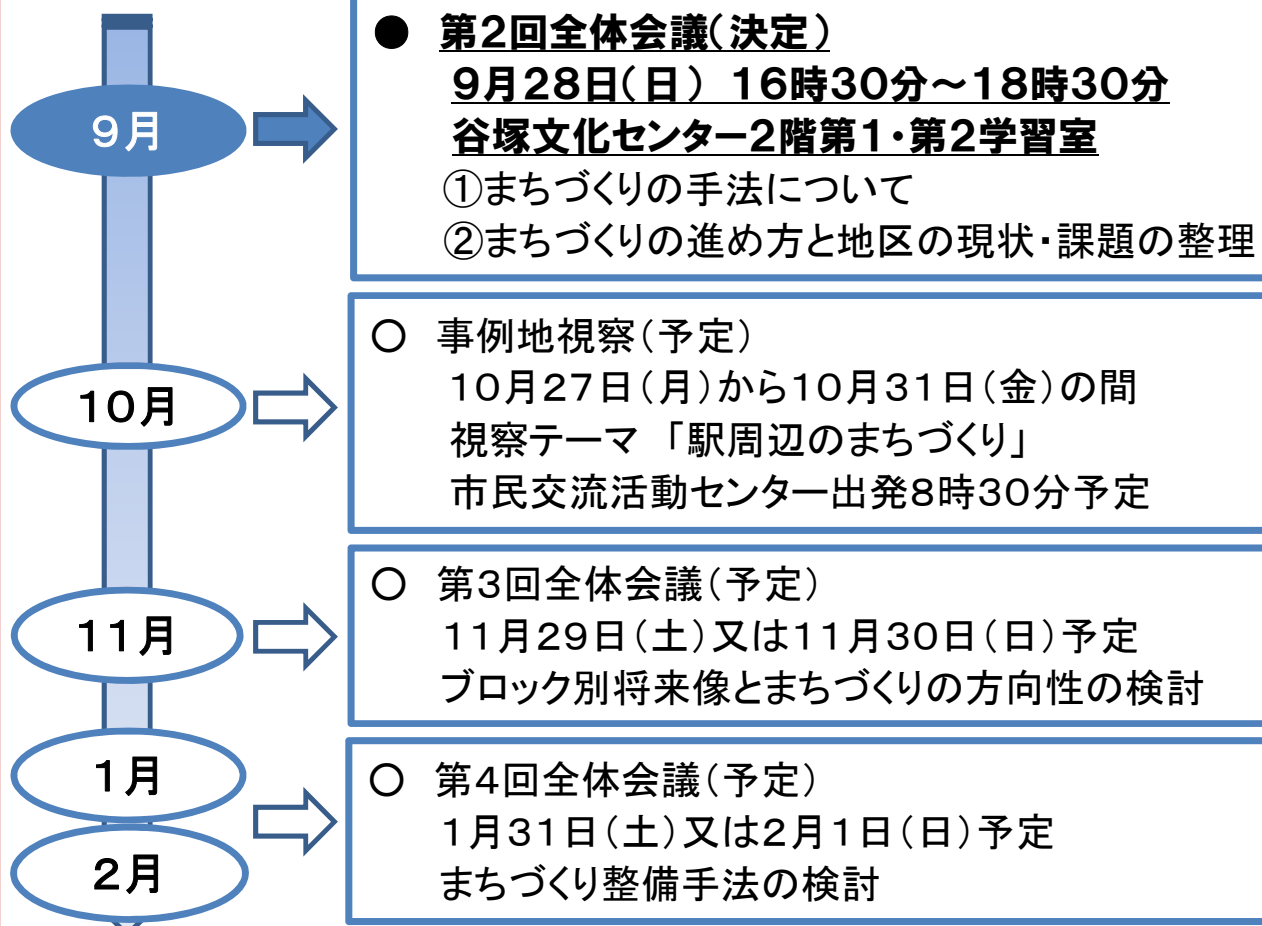 9月
● 第2回全体会議(決定)
9月28日(日) 16時30分~18時30分
谷塚文化センター2階第1・第2学習室
①まちづくりの手法について
②まちづくりの進め方と地区の現状・課題の整理
10月
○ 事例地視察(予定)
10月27日(月)から10月31日(金)の間
視察テーマ 「駅周辺のまちづくり」
市民交流活動センター出発8時30分予定
11月
○ 第3回全体会議(予定)
11月29日(土)又は11月30日(日)予定
ブロック別将来像とまちづくりの方向性の検討
1月
2月
○ 第4回全体会議(予定)
1月31日(土)又は2月1日(日)予定
まちづくり整備手法の検討